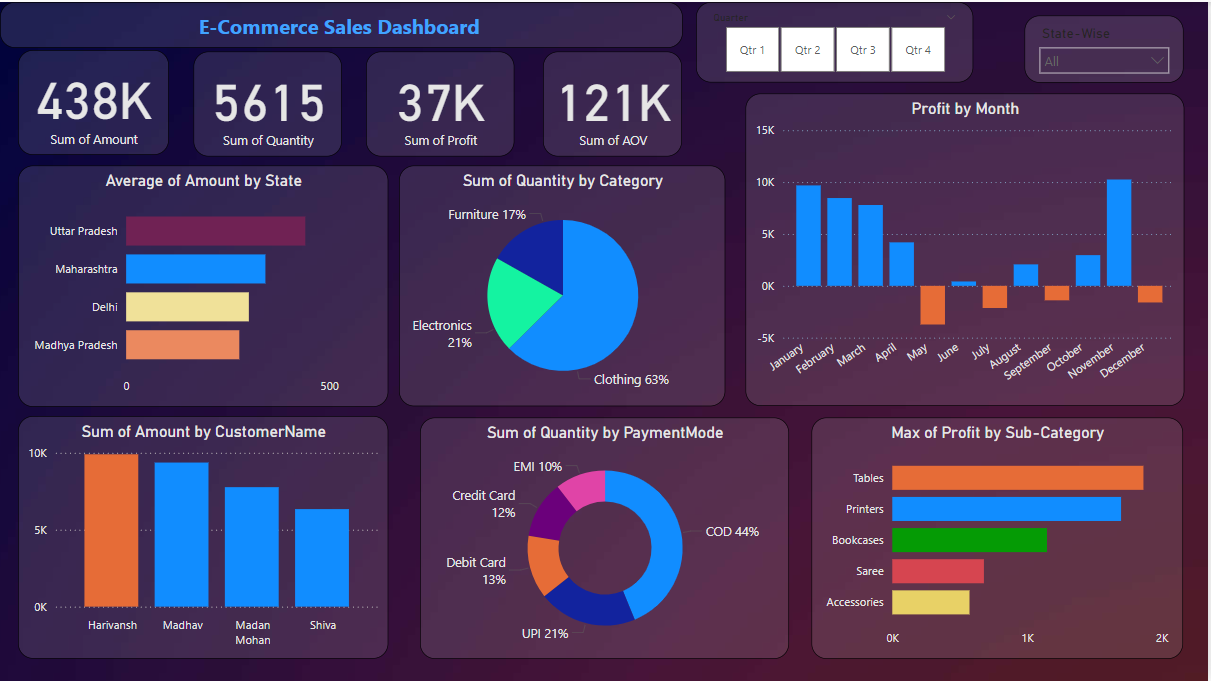 E-Commerce Sales Dashboard
Quarter
Qtr 1
Qtr 2
Qtr 3
Qtr 4
State-Wise
All
438K
Sum of Amount
5615
Sum of Quantity
37K
Sum of Profit
121K
Sum of AOV
Average of Amount by State
Uttar Pradesh
Maharashtra
Delhi
Madhya Pradesh
0
500
Sum of Quantity by Category
Furniture 17%
Electronics
21%
Clothing 63%
Profit by Month
15K
10K
5K
0K
-5K
January
February
March
April
May
June
July
August
September
October
November
December
Sum of Amount by CustomerName
10K
5K
0K
Harivansh
Madhav
Madan
Mohan
Shiva
Sum of Quantity by PaymentMode
EMI 10%
Credit Card
12%
Debit Card
13%
UPI 21%
COD 44%
Max of Profit by Sub-Category
Tables
Printers
Bookcases
Saree
Accessories
0K
1K
2K